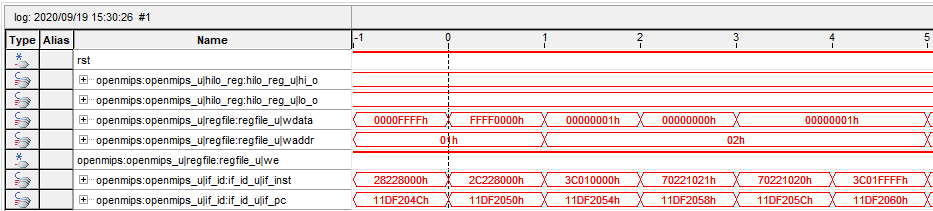 log: 2020/09/19 15:30:26 #1
Type Alias Name -1 0 1 2 3 4 5
rst
openmips:openmips_u|hilo_reg:hilo_reg_u|hi_o
openmips:openmips_u|hilo_reg:hilo_reg_u|lo_o
openmips:openmips_u|regfile:regfile_u|wdata 0000FFFFh FFFF0000h 00000001h 00000000h 00000001h
openmips:openmips_u|regfile:regfile_u|waddr 01h 02h
openmips:openmips_u|regfile:regfile_u|we
openmips:openmips_u|if_id:if_id_u|if_inst 28228000h 2C228000h 3C010000h 70221021h 70221020h 3C01FFFFh
openmips:openmips_u|if_id:if_id_u|if_pc 11DF204Ch 11DF2050h 11DF2054h 11DF2058h 11DF205Ch 11DF2060h